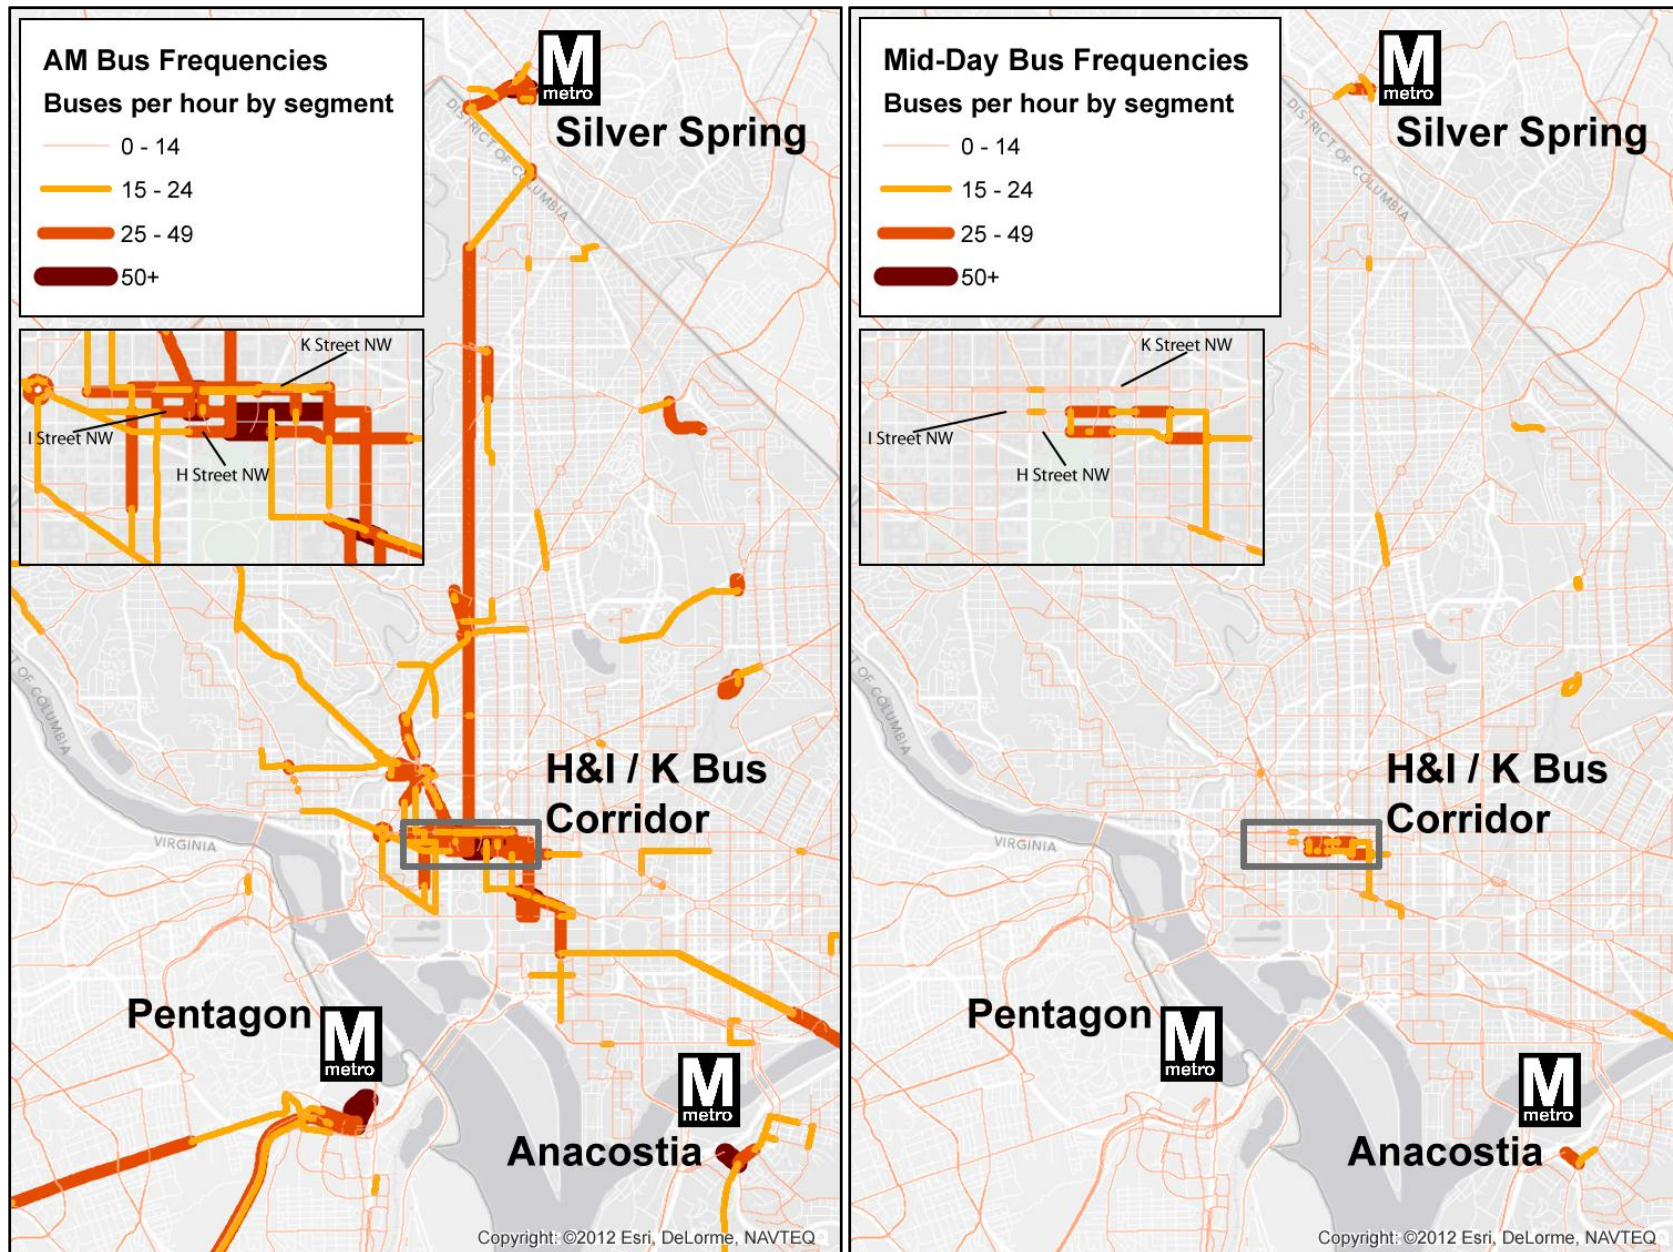 AM Bus Frequencies
Buses per hour by segment
0 - 14
15 - 24
25 - 49
50+
K Street NW
I Street NW
H Street NW
M
metro
Silver Spring
DISTRICT OF COLUMBIA
T OF COLUMBIA
VIRGINIA
H&I / K Bus
Corridor
Pentagon
M
metro
M
metro
Anacostia
Copyright: ©2012 Esri, DeLorme, NAVTEQ
Mid-Day Bus Frequencies
Buses per hour by segment
0 - 14
15 - 24
25 - 49
50+
K Street NW
I Street NW
H Street NW
M
metro
Silver Spring
DISTRICT OF COLUMBIA
T OF COLUMBIA
VIRGINIA
H&I / K Bus
Corridor
Pentagon
M
metro
M
metro
Anacostia
Copyright: ©2012 Esri, DeLorme, NAVTEQ